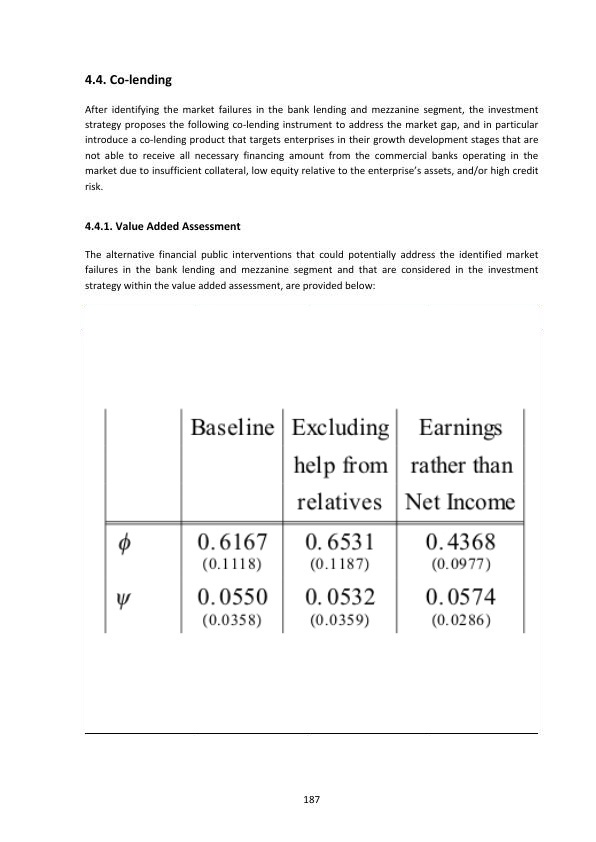 4.4. Co-lending
After identifying the market failures in the bank lending and mezzanine segment, the investment
strategy proposes the following co-lending instrument to address the market gap, and in particular
introduce a co-lending product that targets enterprises in their growth development stages that are
not able to receive all necessary financing amount from the commercial banks operating in the
market due to insufficient collateral, low equity relative to the enterprise's assets, and/or high credit
risk.
4.4.1. Value Added Assessment
The alternative financial public interventions that could potentially address the identified market
failures in the bank lending and mezzanine segment and that are considered in the investment
strategy within the value added assessment, are provided below:
Baseline Excluding Earnings
help from rather than
relatives Net Income
ϕ 0.6167 0.6531 0.4368
(0.1118) (0.1187) (0.0977)
ψ 0.0550 0.0532 0.0574
(0.0358) (0.0359) (0.0286)
187